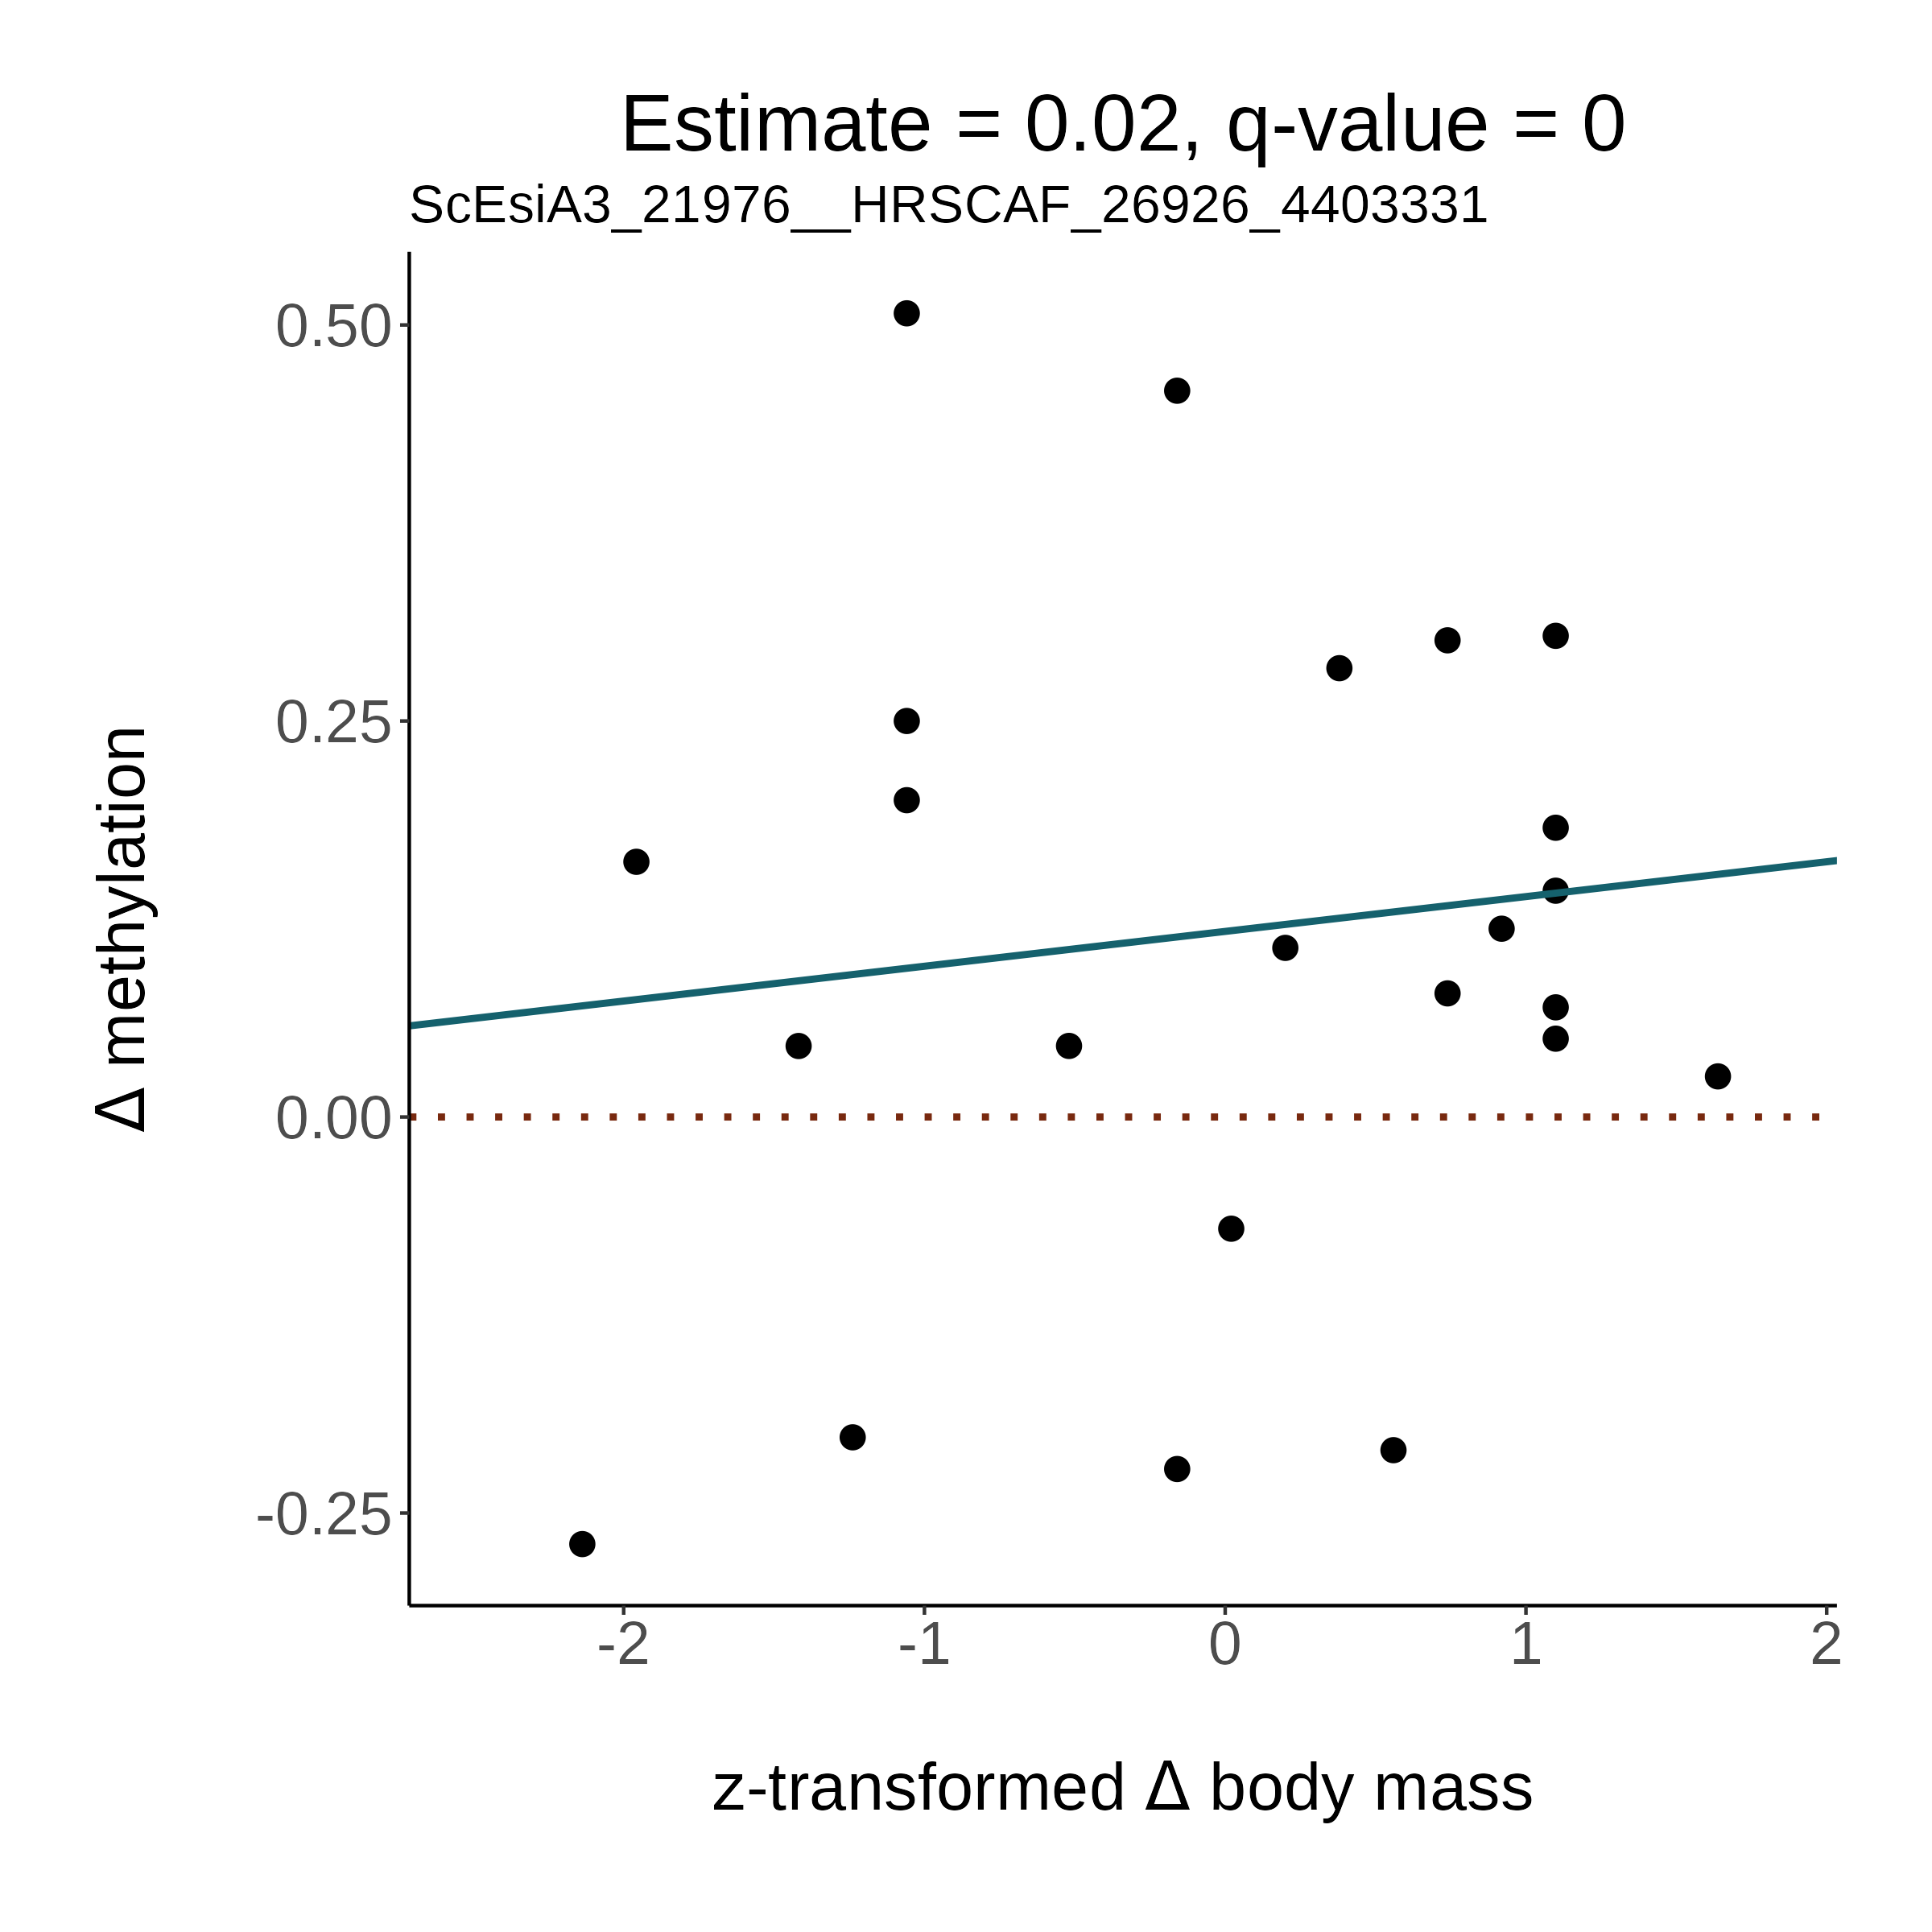 Estimate = 0.02, q-value = 0
ScEsiA3_21976__HRSCAF_26926_4403331
0.50
0.25
0.00
-0.25
Δ methylation
-2 -1 0 1 2
z-transformed Δ body mass